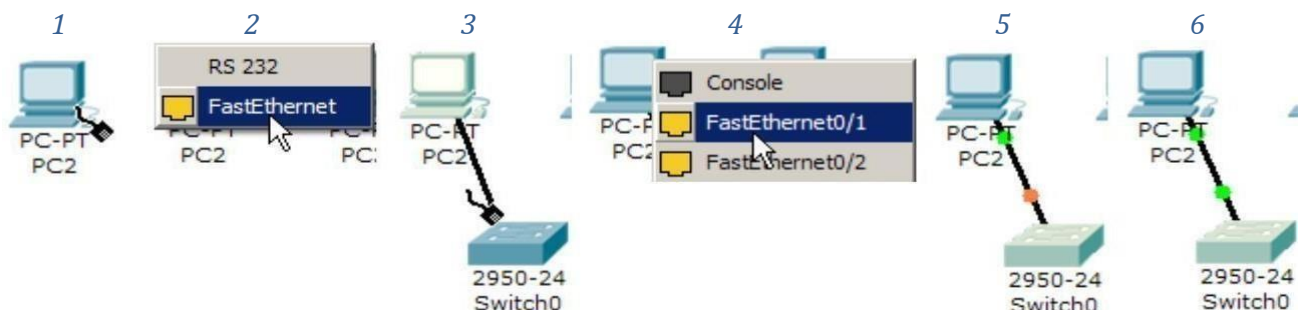 1 2 3 4 5 6
PC-PT
PC2
RS 232
FastEthernet
PC-PT
PC2
PC-PT
PC2
2950-24
Switch0
Console
FastEthernet0/1
FastEthernet0/2
PC-PT
PC2
2950-24
Switch0
PC-PT
PC2
2950-24
Switch0